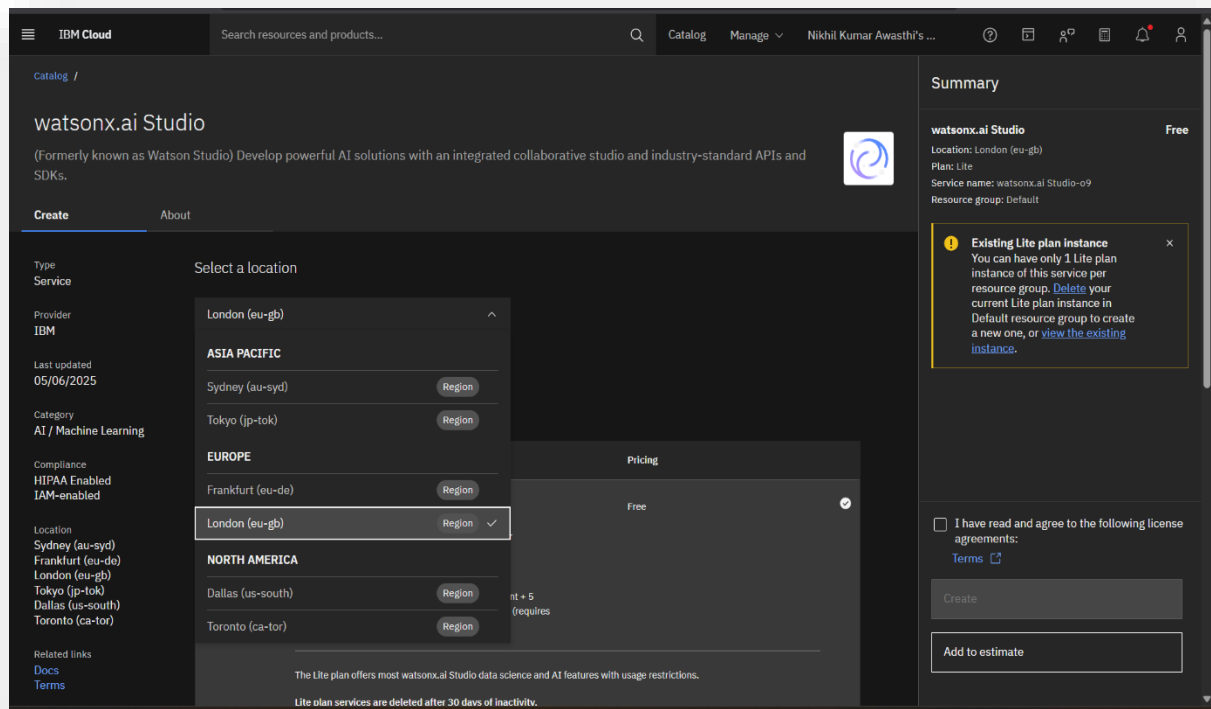 IBM Cloud
Search resources and products...
Catalog
Manage
Nikhil Kumar Awasthi's ...
Catalog /
watsonx.ai Studio
(Formerly known as Watson Studio) Develop powerful AI solutions with an integrated collaborative studio and industry-standard APIs and
SDKs.
Create
About
Type
Service
Provider
IBM
Last updated
05/06/2025
Category
AI / Machine Learning
Compliance
HIPAA Enabled
IAM-enabled
Location
Sydney (au-syd)
Frankfurt (eu-de)
London (eu-gb)
Tokyo (jp-tok)
Dallas (us-south)
Toronto (ca-tor)
Related links
Docs
Terms
Select a location
London (eu-gb)
ASIA PACIFIC
Sydney (au-syd) Region
Tokyo (jp-tok) Region
EUROPE
Frankfurt (eu-de) Region
London (eu-gb) Region
NORTH AMERICA
Dallas (us-south) Region
Toronto (ca-tor) Region
Pricing
Free
nt + 5
(requires
The Lite plan offers most watsonx.ai Studio data science and AI features with usage restrictions.
Lite plan services are deleted after 30 days of inactivity.
Summary
watsonx.ai Studio Free
Location: London (eu-gb)
Plan: Lite
Service name: watsonx.ai Studio-o9
Resource group: Default
Existing Lite plan instance
You can have only 1 Lite plan
instance of this service per
resource group. Delete your
current Lite plan instance in
Default resource group to create
a new one, or view the existing
instance.
I have read and agree to the following license
agreements:
Terms
Create
Add to estimate